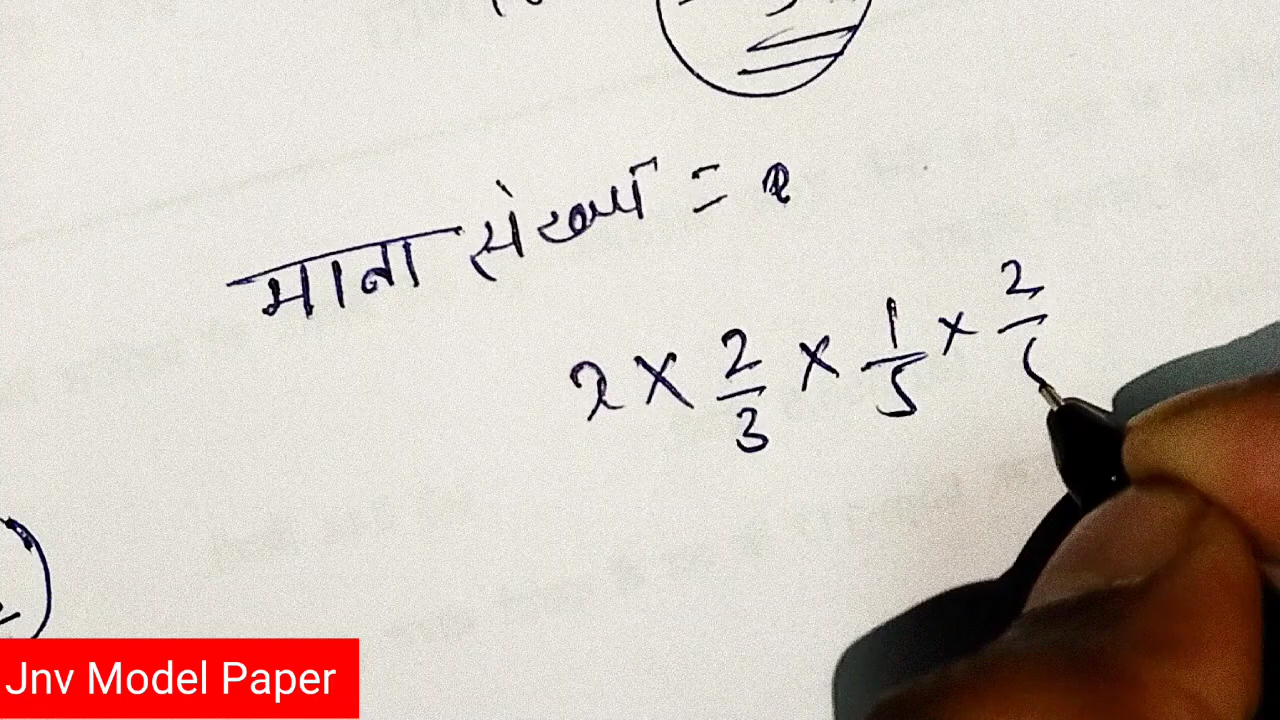 माना संख्या = x
x × 2/3 × 1/5 × 2/
Jnv Model Paper